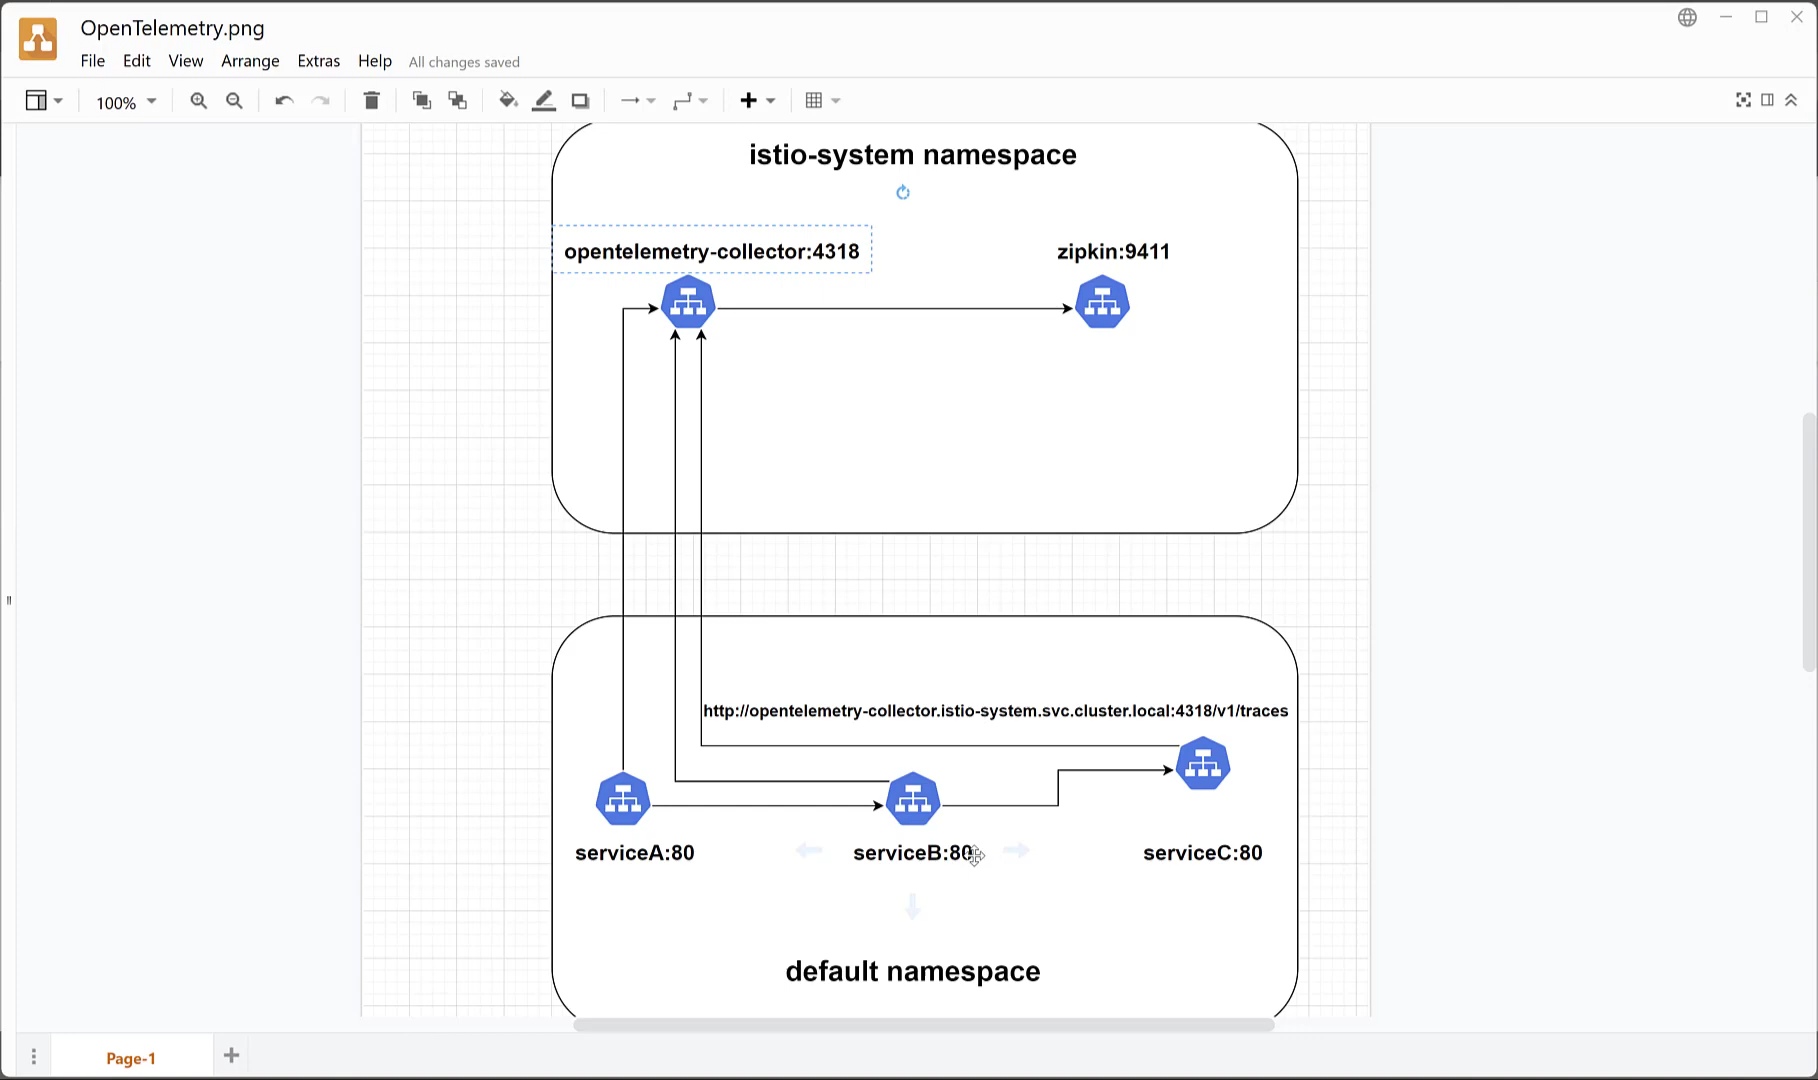 OpenTelemetry.png
File Edit View Arrange Extras Help All changes saved
100%
istio-system namespace
opentelemetry-collector:4318 zipkin:9411
http://opentelemetry-collector.istio-system.svc.cluster.local:4318/v1/traces
serviceA:80 serviceB:80 serviceC:80
default namespace
Page-1